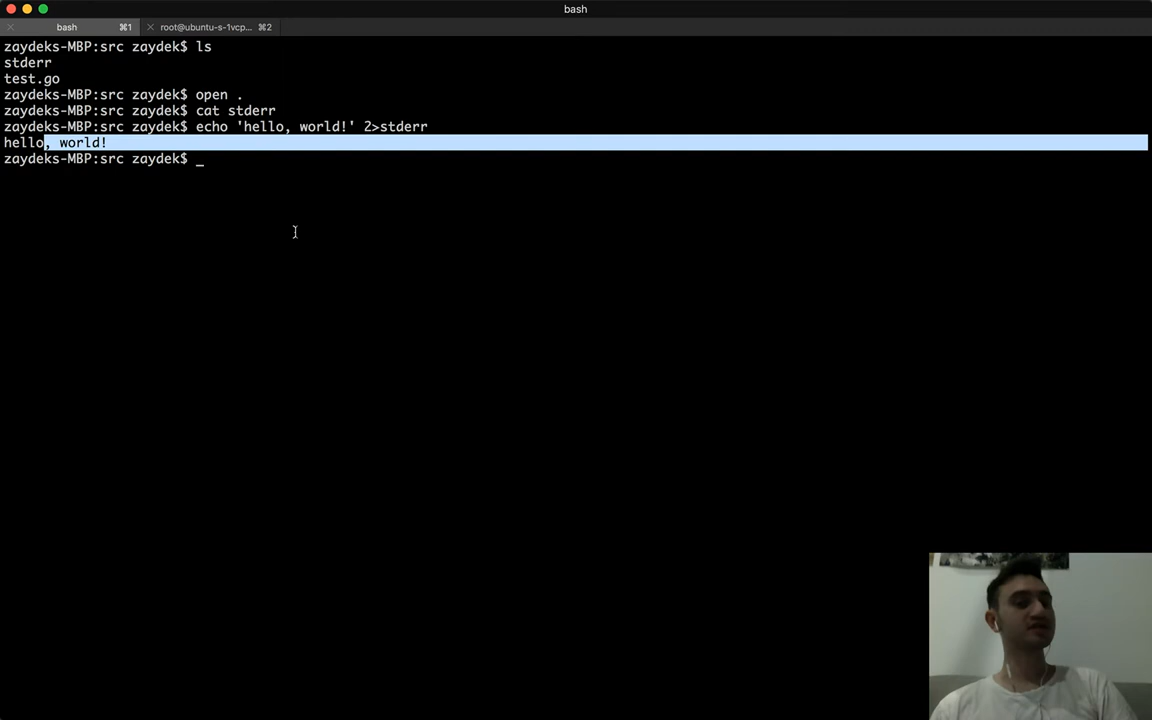 bash
bash ⌘1 root@ubuntu-s-1vcp... ⌘2
zaydeks-MBP:src zaydek$ ls
stderr
test.go
zaydeks-MBP:src zaydek$ open .
zaydeks-MBP:src zaydek$ cat stderr
zaydeks-MBP:src zaydek$ echo 'hello, world!' 2>stderr
hello, world!
zaydeks-MBP:src zaydek$ _